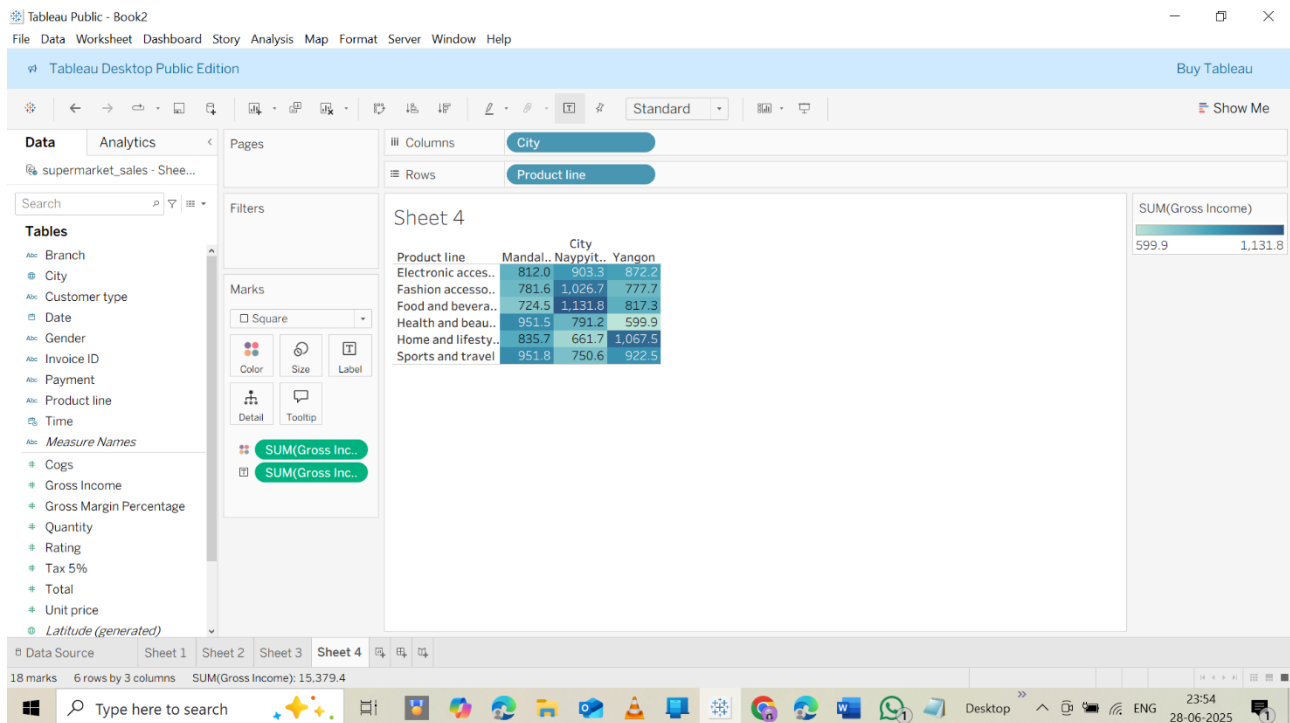 Tableau Public - Book2
File Data Worksheet Dashboard Story Analysis Map Format Server Window Help
Tableau Desktop Public Edition Buy Tableau
Standard Show Me
Data Analytics
supermarket_sales - Shee...
Search
Tables
Abc Branch
City
Abc Customer type
Date
Abc Gender
Abc Invoice ID
Abc Payment
Abc Product line
Time
Abc Measure Names
# Cogs
# Gross Income
# Gross Margin Percentage
# Quantity
# Rating
# Tax 5%
# Total
# Unit price
Latitude (generated)
Pages
Filters
Marks
Square
Color Size Label
Detail Tooltip
SUM(Gross Inc..
SUM(Gross Inc..
Columns City
Rows Product line
Sheet 4
City
Product line Mandal.. Naypyit.. Yangon
Electronic acces.. 812.0 903.3 872.2
Fashion accesso.. 781.6 1,026.7 777.7
Food and bevera.. 724.5 1,131.8 817.3
Health and beau.. 951.5 791.2 599.9
Home and lifesty.. 835.7 661.7 1,067.5
Sports and travel 951.8 750.6 922.5
SUM(Gross Income)
599.9 1,131.8
Data Source Sheet 1 Sheet 2 Sheet 3 Sheet 4
18 marks 6 rows by 3 columns SUM(Gross Income): 15,379.4
Type here to search Desktop ENG 23:54
28-06-2025